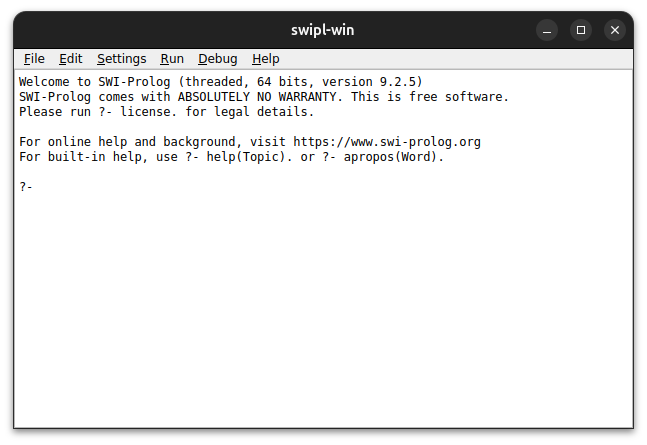 swipl-win
File Edit Settings Run Debug Help
Welcome to SWI-Prolog (threaded, 64 bits, version 9.2.5)
SWI-Prolog comes with ABSOLUTELY NO WARRANTY. This is free software.
Please run ?- license. for legal details.
For online help and background, visit https://www.swi-prolog.org
For built-in help, use ?- help(Topic). or ?- apropos(Word).
?-